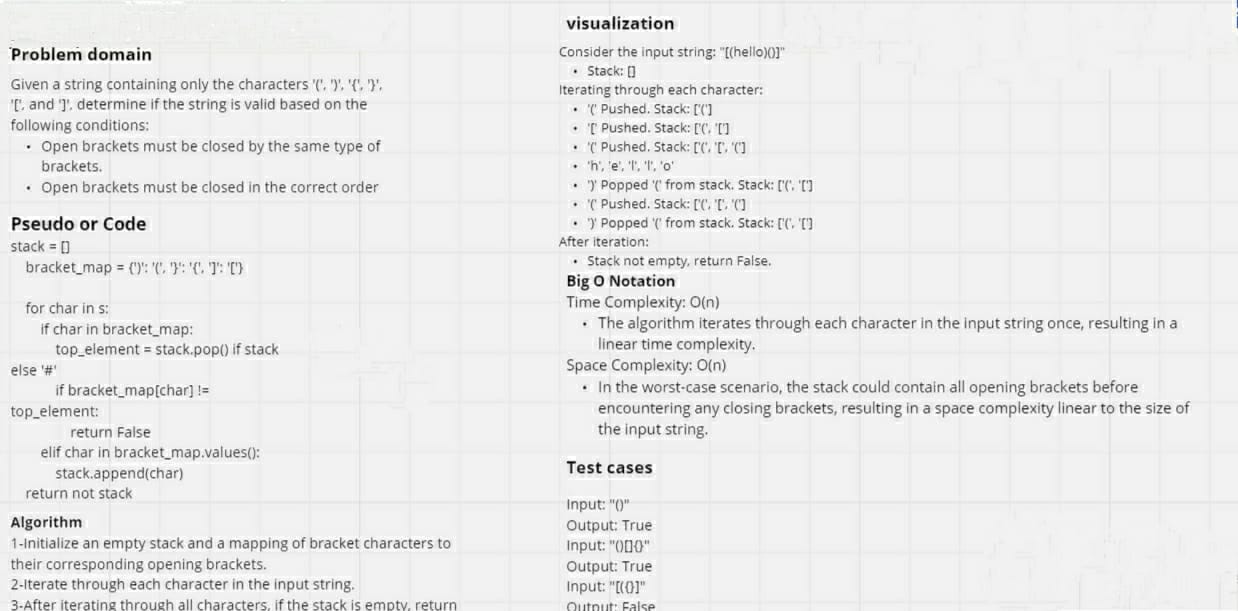 Problem domain
Given a string containing only the characters '(', ')', '{', '}',
'[', and ']', determine if the string is valid based on the
following conditions:
• Open brackets must be closed by the same type of
brackets.
• Open brackets must be closed in the correct order
Pseudo or Code
stack = []
bracket_map = {')': '(', '}': '{', ']': '['}
for char in s:
if char in bracket_map:
top_element = stack.pop() if stack
else '#'
if bracket_map[char] !=
top_element:
return False
elif char in bracket_map.values():
stack.append(char)
return not stack
Algorithm
1-Initialize an empty stack and a mapping of bracket characters to
their corresponding opening brackets.
2-Iterate through each character in the input string.
3-After iterating through all characters, if the stack is empty, return
visualization
Consider the input string: "[(hello)()]"
• Stack: []
Iterating through each character:
• '(' Pushed. Stack: ['(']
• '[' Pushed. Stack: ['(', '[']
• '(' Pushed. Stack: ['(', '[', '(']
• 'h', 'e', 'l', 'l', 'o'
• ')' Popped '(' from stack. Stack: ['(', '[']
• '(' Pushed. Stack: ['(', '[', '(']
• ')' Popped '(' from stack. Stack: ['(', '[']
After iteration:
• Stack not empty, return False.
Big O Notation
Time Complexity: O(n)
• The algorithm iterates through each character in the input string once, resulting in a
linear time complexity.
Space Complexity: O(n)
• In the worst-case scenario, the stack could contain all opening brackets before
encountering any closing brackets, resulting in a space complexity linear to the size of
the input string.
Test cases
Input: "()"
Output: True
Input: "()[]{}"
Output: True
Input: "[({}]"
Output: False